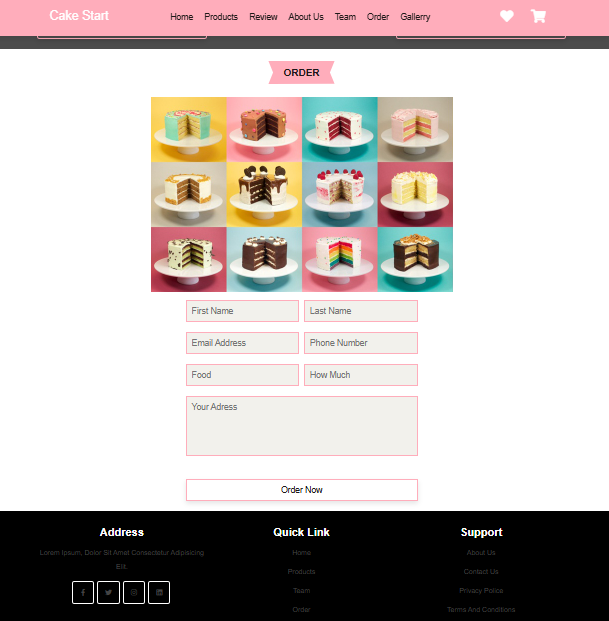 Cake Start
Home Products Review About Us Team Order Gallerry
ORDER
First Name Last Name
Email Address Phone Number
Food How Much
Your Adress
Order Now
Address Quick Link Support
Lorem Ipsum, Dolor Sit Amet Consectetur Adipisicing
Elit.
Home About Us
Products Contact Us
Team Privacy Police
Order Terms And Conditions